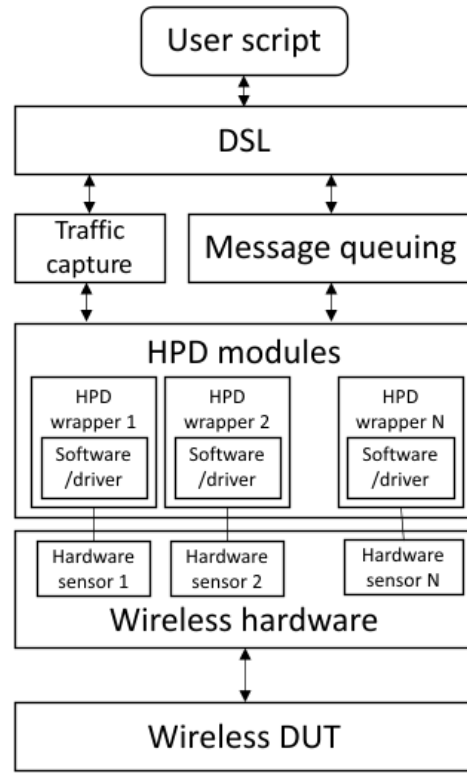 User script
DSL
Traffic
capture
Message queuing
HPD modules
HPD
wrapper 1
Software
/driver
HPD
wrapper 2
Software
/driver
HPD
wrapper N
Software
/driver
Hardware
sensor 1
Hardware
sensor 2
Hardware
sensor N
Wireless hardware
Wireless DUT